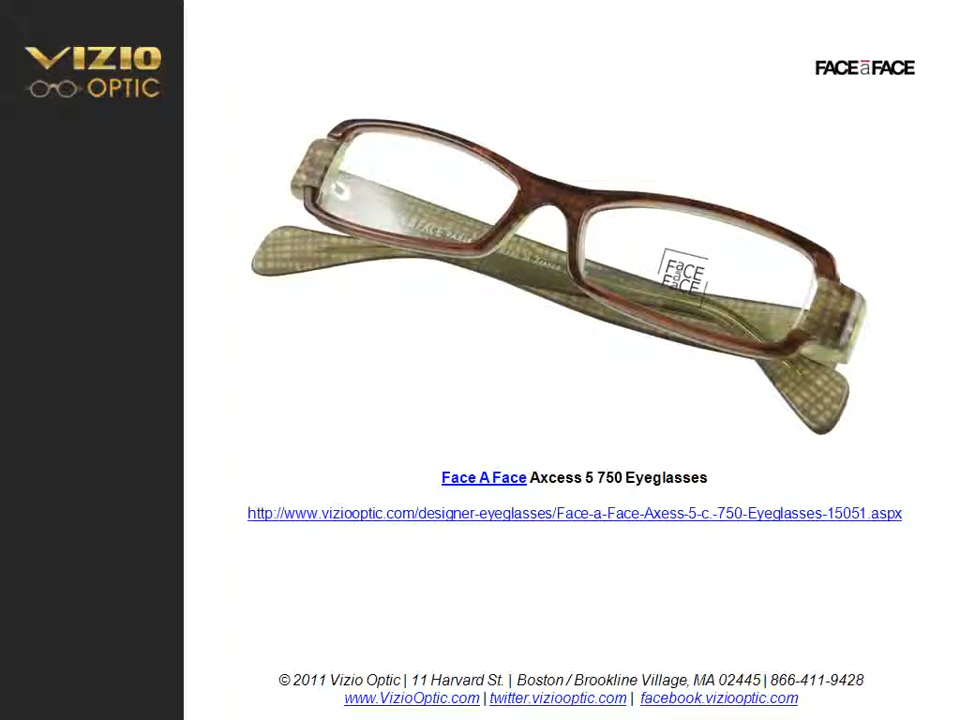 VIZIO
OPTIC
FACE à FACE
FACE
a
FACE
Face A Face Axcess 5 750 Eyeglasses
http://www.viziooptic.com/designer-eyeglasses/Face-a-Face-Axess-5-c.-750-Eyeglasses-15051.aspx
© 2011 Vizio Optic | 11 Harvard St. | Boston / Brookline Village, MA 02445 | 866-411-9428
www.VizioOptic.com | twitter.viziooptic.com | facebook.viziooptic.com